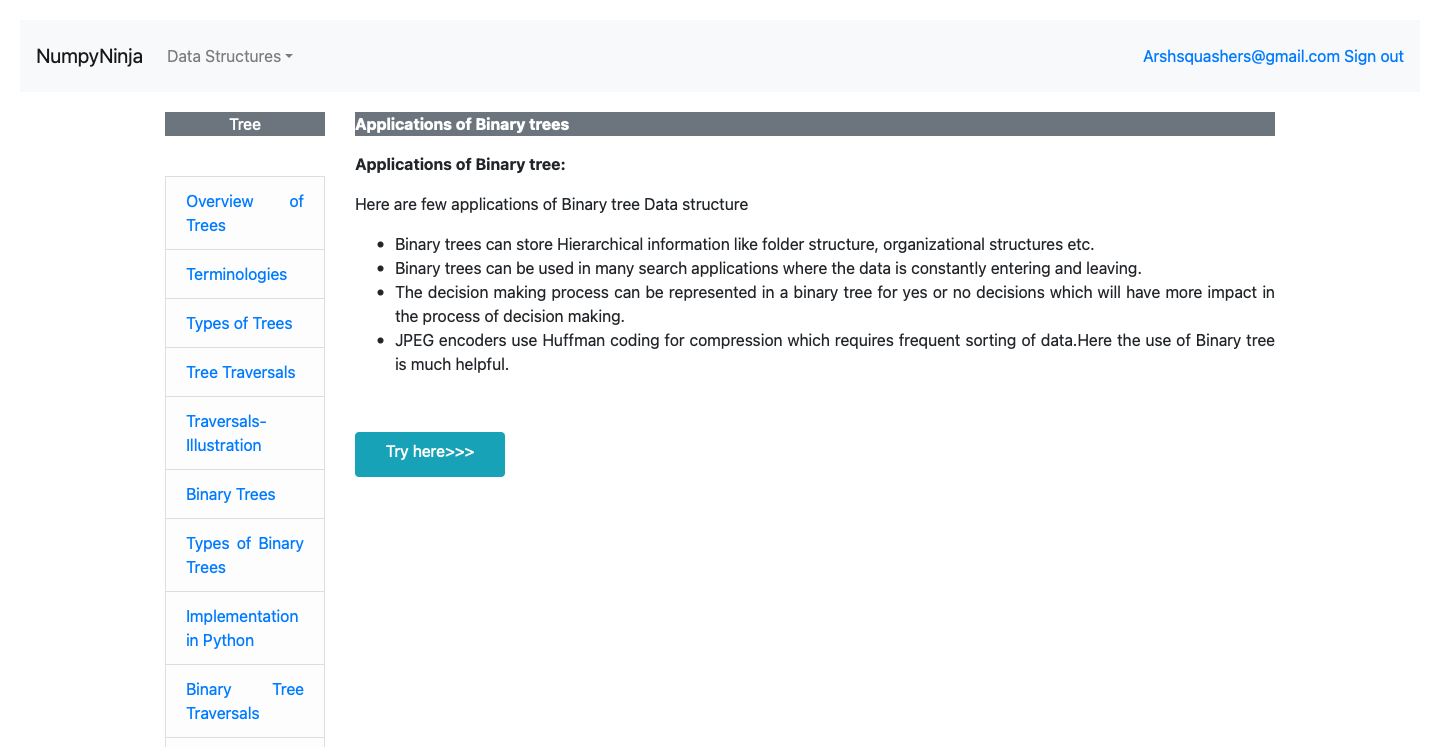 NumpyNinja Data Structures Arshsquashers@gmail.com Sign out
Tree
Overview of
Trees
Terminologies
Types of Trees
Tree Traversals
Traversals-
Illustration
Binary Trees
Types of Binary
Trees
Implementation
in Python
Binary Tree
Traversals
Applications of Binary trees
Applications of Binary tree:
Here are few applications of Binary tree Data structure
• Binary trees can store Hierarchical information like folder structure, organizational structures etc.
• Binary trees can be used in many search applications where the data is constantly entering and leaving.
• The decision making process can be represented in a binary tree for yes or no decisions which will have more impact in
the process of decision making.
• JPEG encoders use Huffman coding for compression which requires frequent sorting of data.Here the use of Binary tree
is much helpful.
Try here>>>